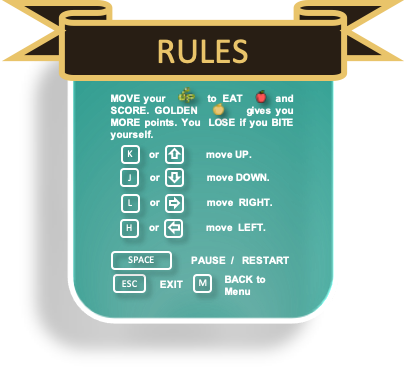 RULES
MOVE your to EAT and
SCORE. GOLDEN gives you
MORE points. You LOSE if you BITE
yourself.
K or move UP.
J or move DOWN.
L or move RIGHT.
H or move LEFT.
SPACE PAUSE / RESTART
ESC EXIT M BACK to
Menu